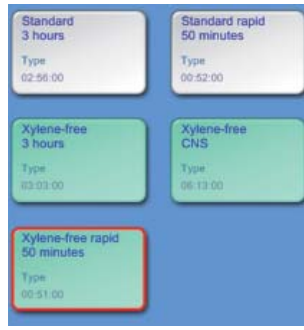 Standard
3 hours
Type
02:56:00
Standard rapid
50 minutes
Type
00:52:00
Xylene-free
3 hours
Type
03:03:00
Xylene-free
CNS
Type
06:13:00
Xylene-free rapid
50 minutes
Type
00:51:00